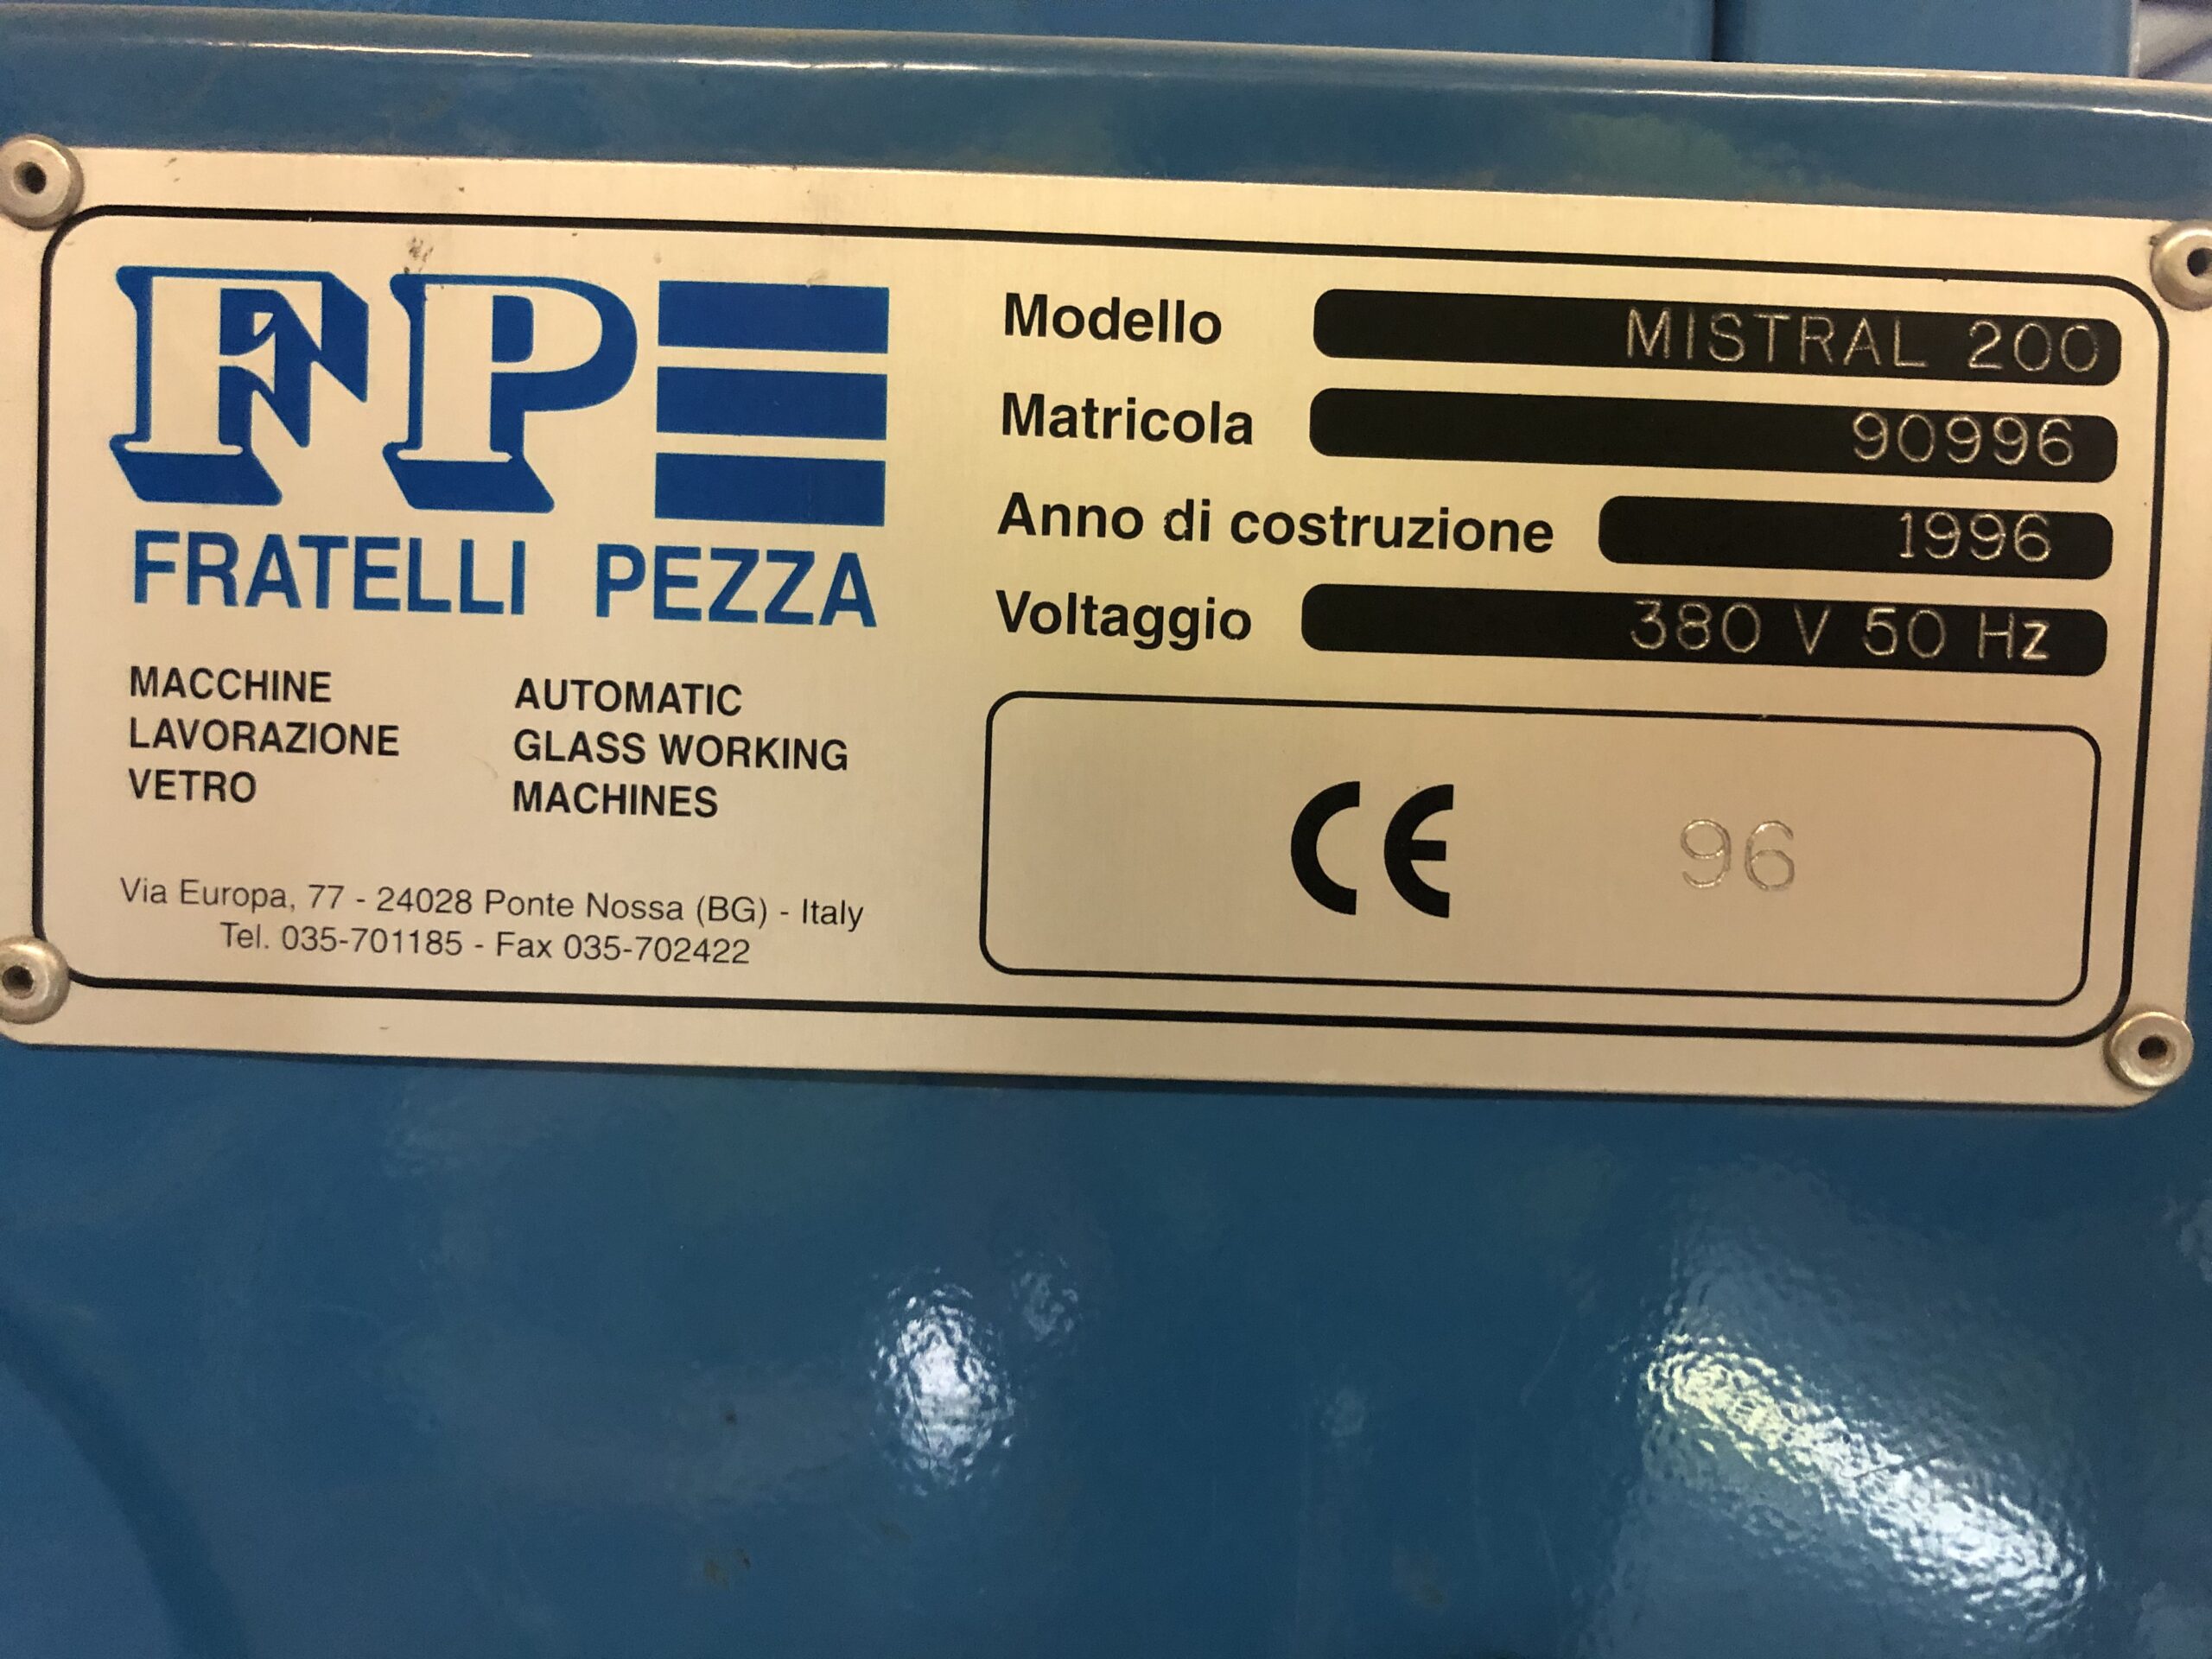 FP
FRATELLI PEZZA
MACCHINE
LAVORAZIONE
VETRO
AUTOMATIC
GLASS WORKING
MACHINES
Via Europa, 77 - 24028 Ponte Nossa (BG) - Italy
Tel. 035-701185 - Fax 035-702422
Modello MISTRAL 200
Matricola 90996
Anno di costruzione 1996
Voltaggio 380 V 50 Hz
CE 96